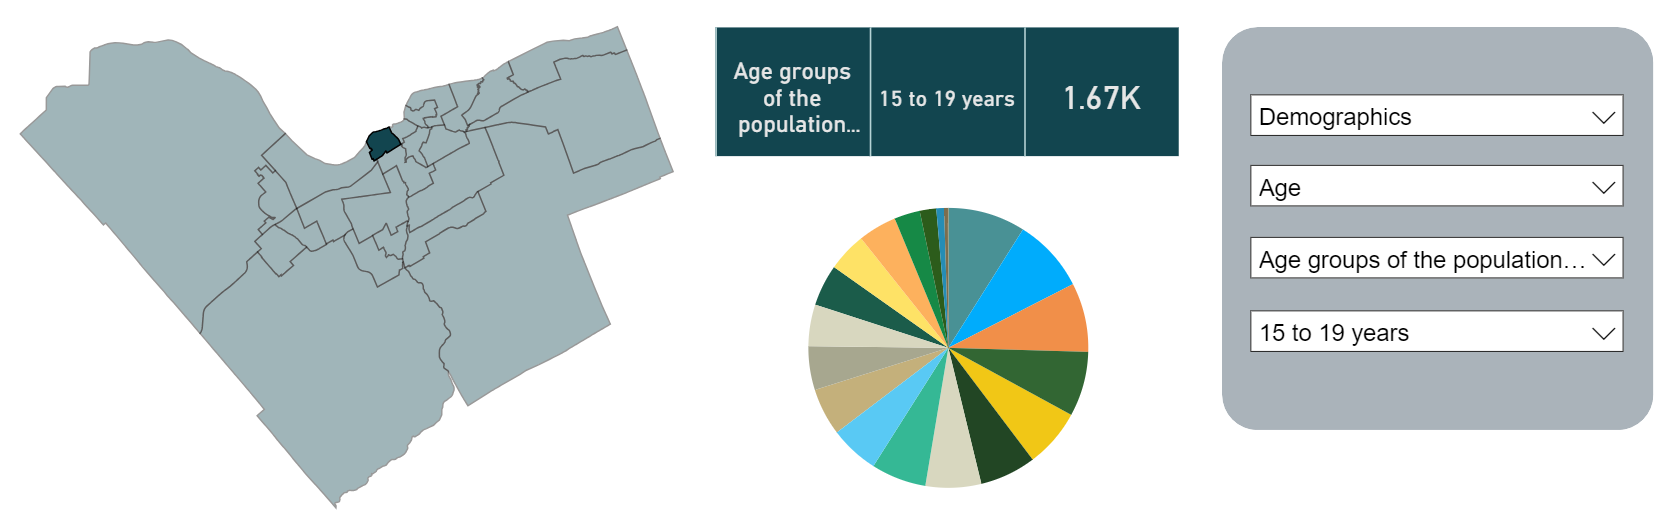 Age groups
of the
population...
15 to 19 years
1.67K
Demographics
Age
Age groups of the population...
15 to 19 years